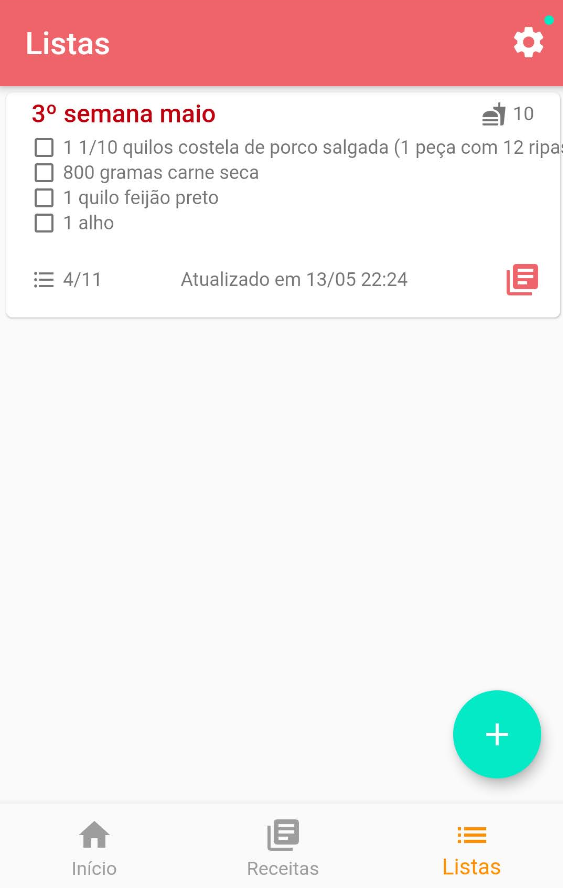 Listas
3º semana maio
10
1 1/10 quilos costela de porco salgada (1 peça com 12 ripas
800 gramas carne seca
1 quilo feijão preto
1 alho
4/11
Atualizado em 13/05 22:24
Início
Receitas
Listas